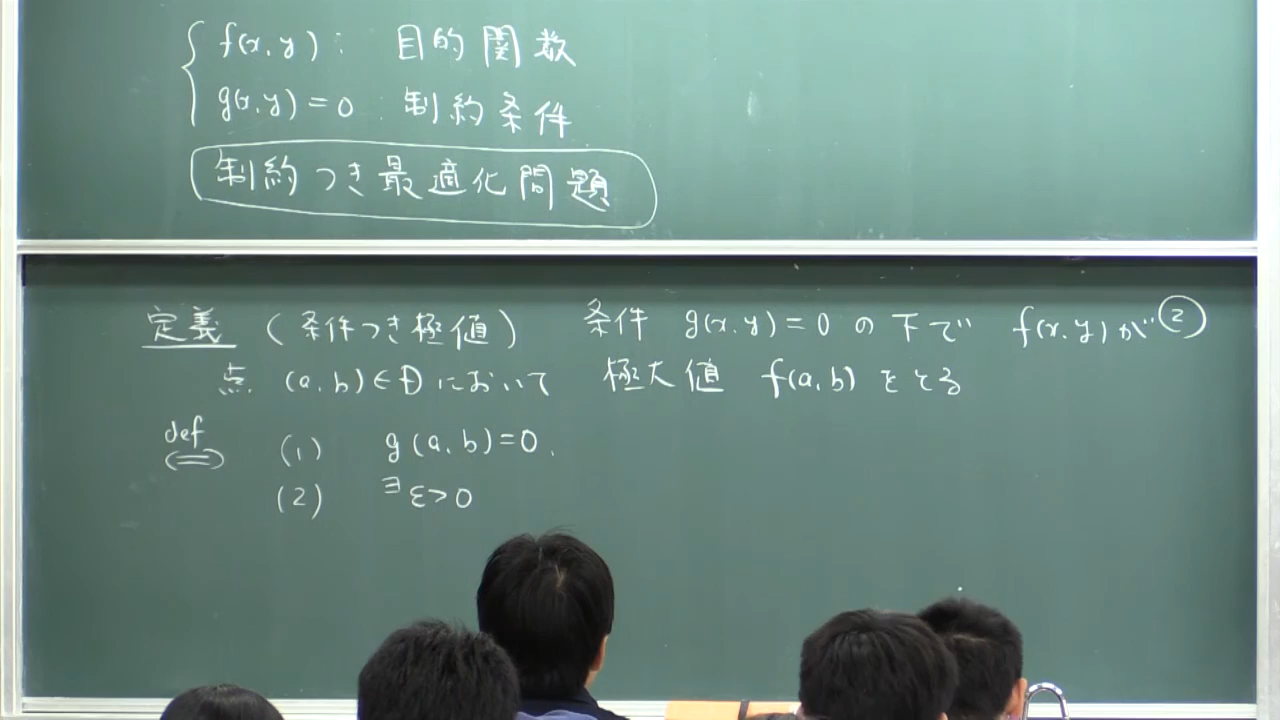 f(x,y): 目的関数
g(x,y)=0: 制約条件
制約つき最適化問題
定義 (条件つき極値) 条件 g(x,y)=0 の下で f(x,y)が ②
点 (a,b)∈D において 極大値 f(a,b) をとる
def ⇔ (1) g(a,b)=0,
(2) ∃ε>0